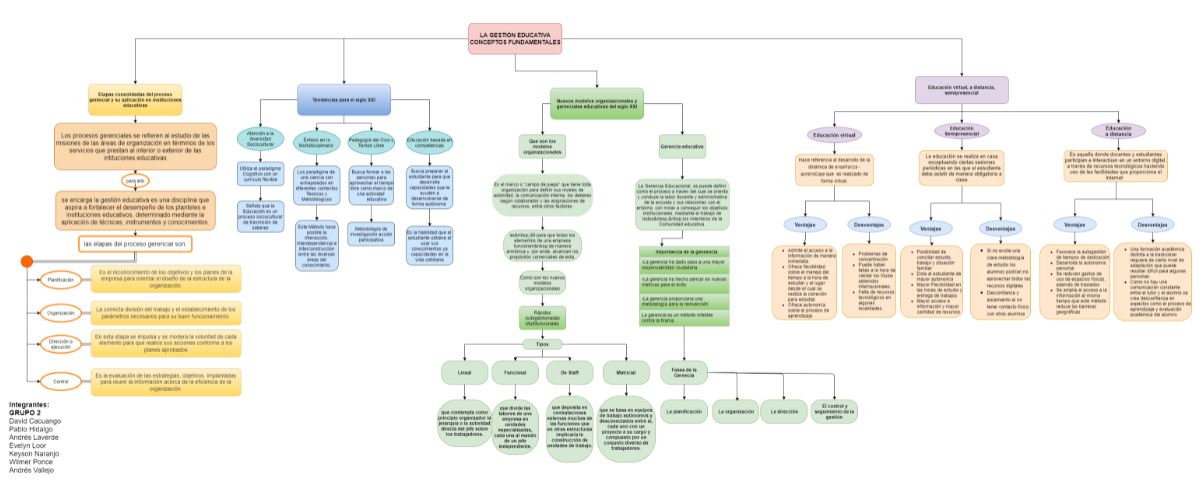 LA GESTIÓN EDUCATIVA
CONCEPTOS FUNDAMENTALES
Etapas consolidadas del proceso
gerencial y su aplicación en instituciones
educativas
Los procesos gerenciales se refieren al estudio de las
misiones de las áreas de organización en términos de los
servicios que prestan al interior o exterior de las
instituciones educativas
para ello
se encarga la gestión educativa es una disciplina que
aspira a fortalecer el desempeño de los planteles e
instituciones educativos, determinado mediante la
aplicación de técnicas, instrumentos y conocimientos.
las etapas del proceso gerencial son
Planificación
Es el reconocimiento de los objetivos y los planes de la
empresa para orientar el diseño de la estructura de la
organización.
Organización
La correcta división del trabajo y el establecimiento de los
parámetros necesarios para su buen funcionamiento.
Dirección o
ejecución
En esta etapa se impulsa y se modera la voluntad de cada
elemento para que realice sus acciones conforme a los
planes aprobados
Control
Es la evaluación de las estrategias, objetivos implantadas
para reunir la información acerca de la eficiencia de la
organización.
Integrantes:
GRUPO 2
David Cacuango
Pablo Hidalgo
Andrés Laverde
Evelyn Loor
Keyson Naranjo
Wilmer Ponce
Andrés Vallejo
Tendencias para el siglo XXI
Atención a la
diversidad
Sociocultural
Utiliza el paradigma
Cognitivo con un
currículo flexible
Señala que la
Educación es un
proceso sociocultural
de trasmisión de
saberes
Énfasis en lo
Multidisciplinario
Los paradigma de
una ciencia son
extrapolados en
diferentes contextos
Teóricos y
Metodológicos
Este Método hace
posible la
interacción,
interdependencia e
interconstrucción
entre las diversas
áreas del
conocimiento.
Pedagogía del Ocio y
Tiempo Libre
Busca formar a las
personas para
aprovechar el tiempo
libre como marco de
una actividad
educativa
Metodología de
investigación acción
participativa
Educación basada en
competencias
Busca preparar al
estudiante para que
desarrolle
capacidades que le
ayuden a
desenvolverse de
forma autónoma
Es la habilidad que el
estudiante obtiene al
usar sus
conocimientos ya
capacidades en la
vida cotidiana
Nuevos modelos organizacionales y
gerenciales educativas del siglo XXI
Que son los
modelos
organizacionales.
Es el marco o "campo de juego" que tiene toda
organización para definir sus niveles de
autoridad, la comunicación interna, los deberes
según colaborador y las asignaciones de
recursos, entre otros factores.
es&nbsp;útil para que todos los
elementos de una empresa
funcionen&nbsp;de manera
armónica y, por ende, alcancen los
propósitos comerciales de esta.
Como son los nuevos
modelos
organizacionales
Rápidas
Autogestionadas
Multifuncionales
Tipos
Lineal
que contempla como
principio organizador la
jerarquía o la autoridad
directa del jefe sobre
los trabajadores.
Funcional
que divide las
labores de una
empresa en
unidades
especializadas,
cada una al mando
de un jefe
independiente.
De Staff
que deposita en
contrataciones
externas muchas de
las funciones que
en otras estructuras
implicaría la
construcción de
unidades de trabajo.
Matricial
que se basa en equipos
de trabajo autónomos y
desconectados entre sí,
cada uno con un
proyecto a su cargo y
compuesto por un
conjunto diverso de
trabajadores.
Gerencia educativa
La Gerencia Educacional, se puede definir
como el proceso a través del cual se orienta
y conduce la labor docente y administrativa
de la escuela y sus relaciones con el
entorno, con miras a conseguir los objetivos
institucionales, mediante el trabajo de
todos&nbsp;&nbsp;los miembros de la
Comunidad educativa
Importancia de la gerencia
La gerencia ha dado paso a una mayor
responsabilidad ciudadana
La gerencia ha hecho pensar en nuevas
métricas para el éxito
La gerencia proporciona una
metodología para la reinvención
La gerencia es un método infalible
contra la tiranía
Fases de la
Gerencia
La planificación
La organización
La dirección
El control y
seguimiento de la
gestión
Educación virtual, a distancia,
semipresencial
Educación virtual
Hace referencia al desarrollo de la
dinámica de enseñanza -
aprendizaje que es realizado de
forma virtual
Ventajas
Admite el acceso a la
información de manera
inmediata.
Ofrece flexibilidad
sobre el manejo del
tiempo a la hora de
estudiar y el lugar
desde el cual se
realiza la conexión
para estudiar.
Ofrece autonomía
sobre el proceso de
aprendizaje.
Desventajas
Problemas de
concentración.
Puede haber
fallas a la hora de
validar los títulos
obtenidos
internacionales.
Falta de recursos
tecnológicos en
algunas
localidades.
Educación
Semipresencial
La educación se realiza en casa
exceptuando ciertas sesiones
periódicas en las que el estudiante
debe asistir de manera obligatoria a
clase
Ventajas
Posibilidad de
conciliar estudio,
trabajo y situación
familiar
Dota al estudiante de
mayor autonomía
Mayor Flexibilidad en
las horas de estudio y
entrega de trabajos
Mayor acceso a
información y mayor
cantidad de recursos
Desventajas
Si no existe una
clara metodología
de estudio los
alumnos podrían no
aprovechar todos los
recursos digitales
Desconfianza y
aislamiento al no
tener contacto físico
con otros alumnos
Educación
a distancia
Es aquella donde docentes y estudiantes
participan e interactúan en un entorno digital
a través de recursos tecnológicos haciendo
uso de las facilidades que proporciona el
internet
Ventajas
Favorece la autogestión
de tiempos de dedicación
Desarrolla la autonomía
personal
Se reducen gastos de
uso de espacios físicos,
además de traslados
Se amplía el acceso a la
información al mismo
tiempo que este método
reduce las barreras
geográficas
Desventajas
Una formación académica
distinta a la tradicional
requiere de cierto nivel de
adaptación que puede
resultar difícil para algunas
personas
Como no hay una
comunicación constante
entre el tutor y el alumno se
crea desconfianza en
aspectos como el proceso de
aprendizaje y evaluación
académica del alumno